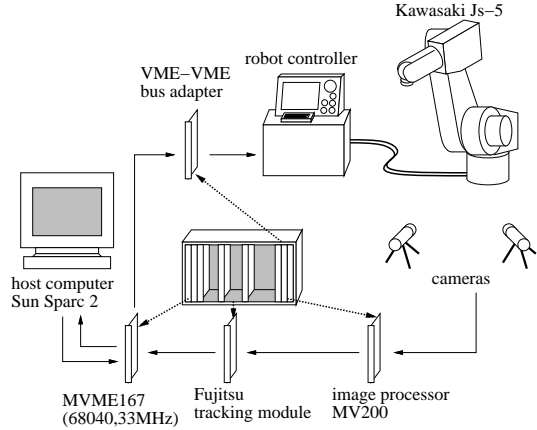 Kawasaki Js−5
robot controller
VME−VME
bus adapter
host computer
Sun Sparc 2
cameras
MVME167
(68040,33MHz)
Fujitsu
tracking module
image processor
MV200